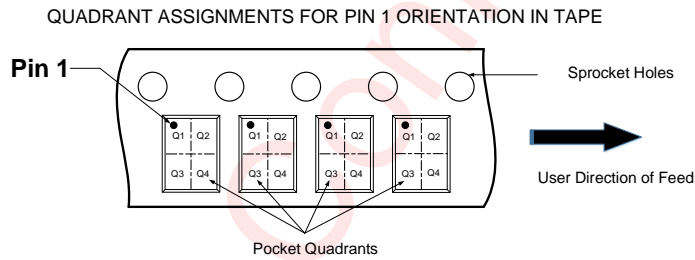 QUADRANT ASSIGNMENTS FOR PIN 1 ORIENTATION IN TAPE
Pin 1
Sprocket Holes
Q1 Q2 Q1 Q2 Q1 Q2 Q1 Q2
Q3 Q4 Q3 Q4 Q3 Q4 Q3 Q4
User Direction of Feed
Pocket Quadrants